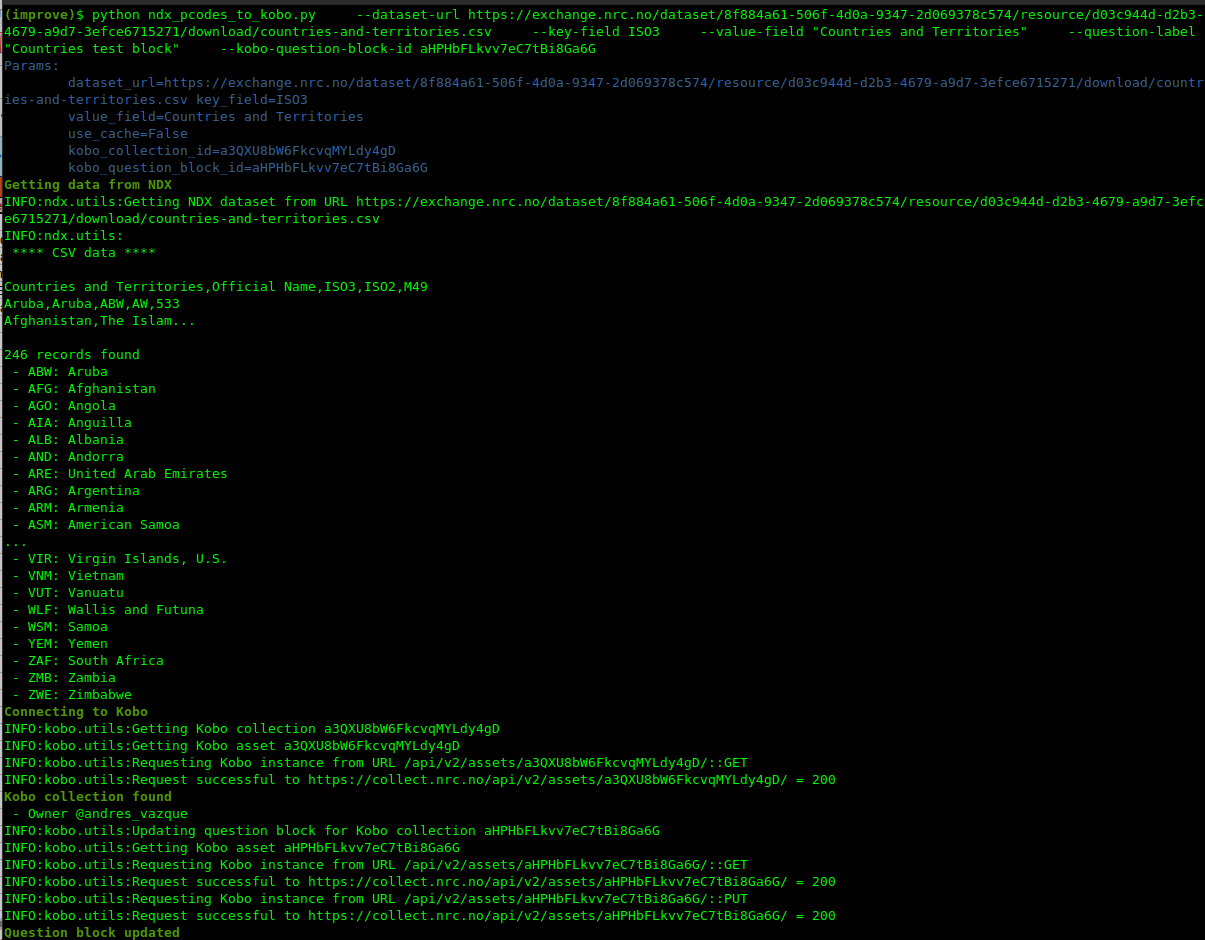 (improve)$ python ndx_pcodes_to_kobo.py     --dataset-url https://exchange.nrc.no/dataset/8f884a61-506f-4d0a-9347-2d069378c574/resource/d03c944d-d2b3-
4679-a9d7-3efce6715271/download/countries-and-territories.csv     --key-field ISO3     --value-field "Countries and Territories"     --question-label
"Countries test block"     --kobo-question-block-id aHPHbFLkvv7eC7tBi8Ga6G
Params:
        dataset_url=https://exchange.nrc.no/dataset/8f884a61-506f-4d0a-9347-2d069378c574/resource/d03c944d-d2b3-4679-a9d7-3efce6715271/download/countr
ies-and-territories.csv key_field=ISO3
        value_field=Countries and Territories
        use_cache=False
        kobo_collection_id=a3QXU8bW6FkcvqMYLdy4gD
        kobo_question_block_id=aHPHbFLkvv7eC7tBi8Ga6G
Getting data from NDX
INFO:ndx.utils:Getting NDX dataset from URL https://exchange.nrc.no/dataset/8f884a61-506f-4d0a-9347-2d069378c574/resource/d03c944d-d2b3-4679-a9d7-3efc
e6715271/download/countries-and-territories.csv
INFO:ndx.utils:
 **** CSV data ****
Countries and Territories,Official Name,ISO3,ISO2,M49
Aruba,Aruba,ABW,AW,533
Afghanistan,The Islam...
246 records found
 - ABW: Aruba
 - AFG: Afghanistan
 - AGO: Angola
 - AIA: Anguilla
 - ALB: Albania
 - AND: Andorra
 - ARE: United Arab Emirates
 - ARG: Argentina
 - ARM: Armenia
 - ASM: American Samoa
...
 - VIR: Virgin Islands, U.S.
 - VNM: Vietnam
 - VUT: Vanuatu
 - WLF: Wallis and Futuna
 - WSM: Samoa
 - YEM: Yemen
 - ZAF: South Africa
 - ZMB: Zambia
 - ZWE: Zimbabwe
Connecting to Kobo
INFO:kobo.utils:Getting Kobo collection a3QXU8bW6FkcvqMYLdy4gD
INFO:kobo.utils:Getting Kobo asset a3QXU8bW6FkcvqMYLdy4gD
INFO:kobo.utils:Requesting Kobo instance from URL /api/v2/assets/a3QXU8bW6FkcvqMYLdy4gD/::GET
INFO:kobo.utils:Request successful to https://collect.nrc.no/api/v2/assets/a3QXU8bW6FkcvqMYLdy4gD/ = 200
Kobo collection found
 - Owner @andres_vazque
INFO:kobo.utils:Updating question block for Kobo collection aHPHbFLkvv7eC7tBi8Ga6G
INFO:kobo.utils:Getting Kobo asset aHPHbFLkvv7eC7tBi8Ga6G
INFO:kobo.utils:Requesting Kobo instance from URL /api/v2/assets/aHPHbFLkvv7eC7tBi8Ga6G/::GET
INFO:kobo.utils:Request successful to https://collect.nrc.no/api/v2/assets/aHPHbFLkvv7eC7tBi8Ga6G/ = 200
INFO:kobo.utils:Requesting Kobo instance from URL /api/v2/assets/aHPHbFLkvv7eC7tBi8Ga6G/::PUT
INFO:kobo.utils:Request successful to https://collect.nrc.no/api/v2/assets/aHPHbFLkvv7eC7tBi8Ga6G/ = 200
Question block updated